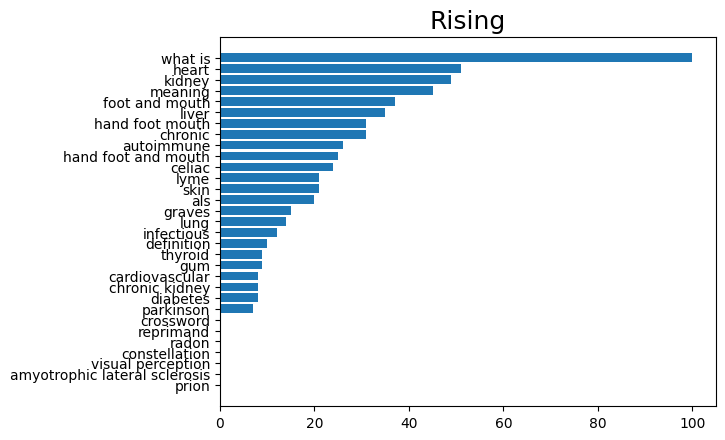 Rising
what is
heart
kidney
meaning
foot and mouth
liver
hand foot mouth
chronic
autoimmune
hand foot and mouth
celiac
lyme
skin
als
graves
lung
infectious
definition
thyroid
gum
cardiovascular
chronic kidney
diabetes
parkinson
crossword
reprimand
radon
constellation
visual perception
amyotrophic lateral sclerosis
prion
0 20 40 60 80 100